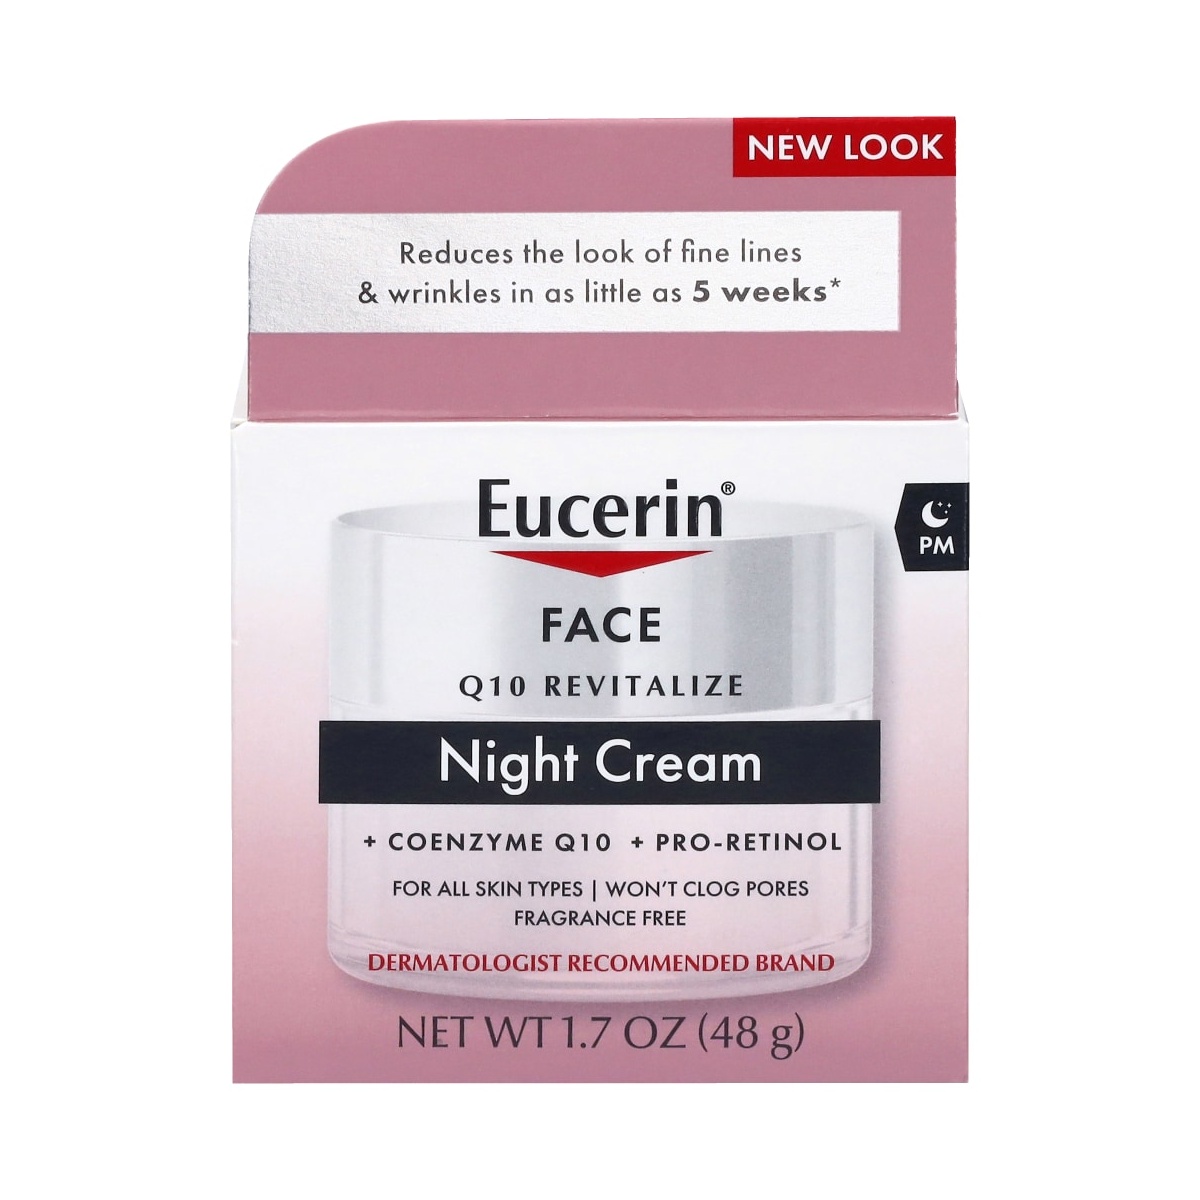 NEW LOOK
Reduces the look of fine lines
& wrinkles in as little as 5 weeks*
Eucerin®
PM
FACE
Q10 REVITALIZE
Night Cream
+ COENZYME Q10 + PRO-RETINOL
FOR ALL SKIN TYPES | WON'T CLOG PORES
FRAGRANCE FREE
DERMATOLOGIST RECOMMENDED BRAND
NET WT 1.7 OZ (48 g)